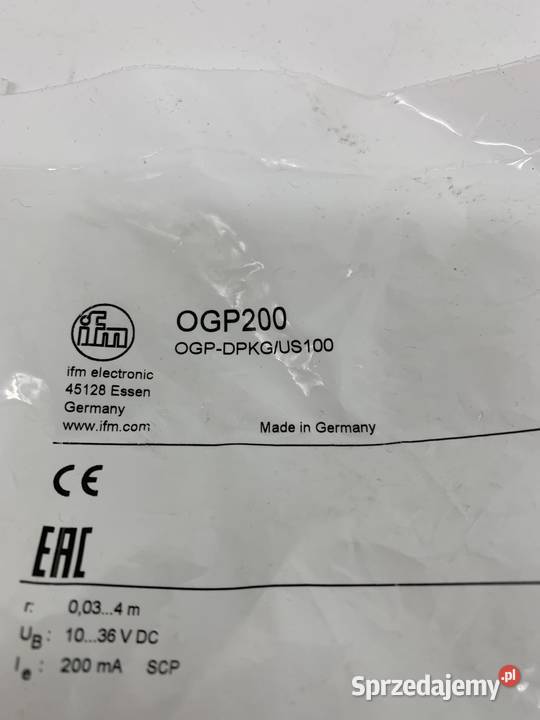 ifm
OGP200
OGP-DPKG/US100
ifm electronic
45128 Essen
Germany
www.ifm.com
Made in Germany
CE
EAC
r: 0,03...4 m
UB: 10...36 V DC
Ie: 200 mA SCP
Sprzedajemy.pl